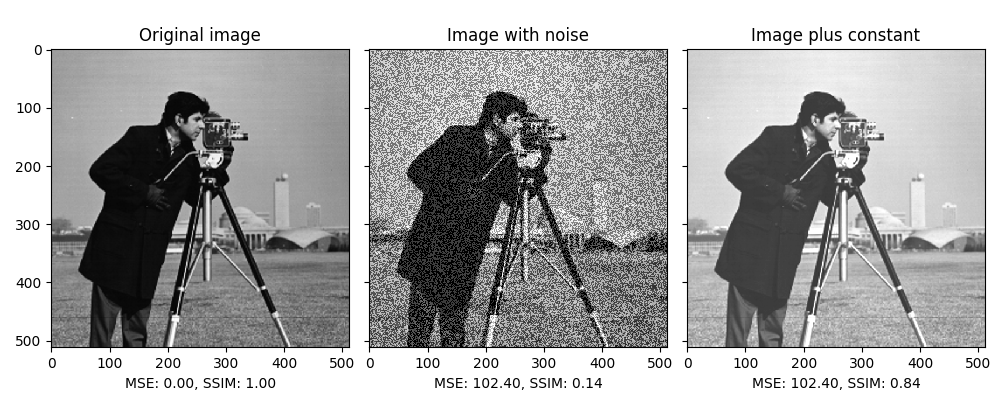 Original image
Image with noise
Image plus constant
0
100
200
300
400
500
0 100 200 300 400 500
0 100 200 300 400 500
0 100 200 300 400 500
MSE: 0.00, SSIM: 1.00
MSE: 102.40, SSIM: 0.14
MSE: 102.40, SSIM: 0.84